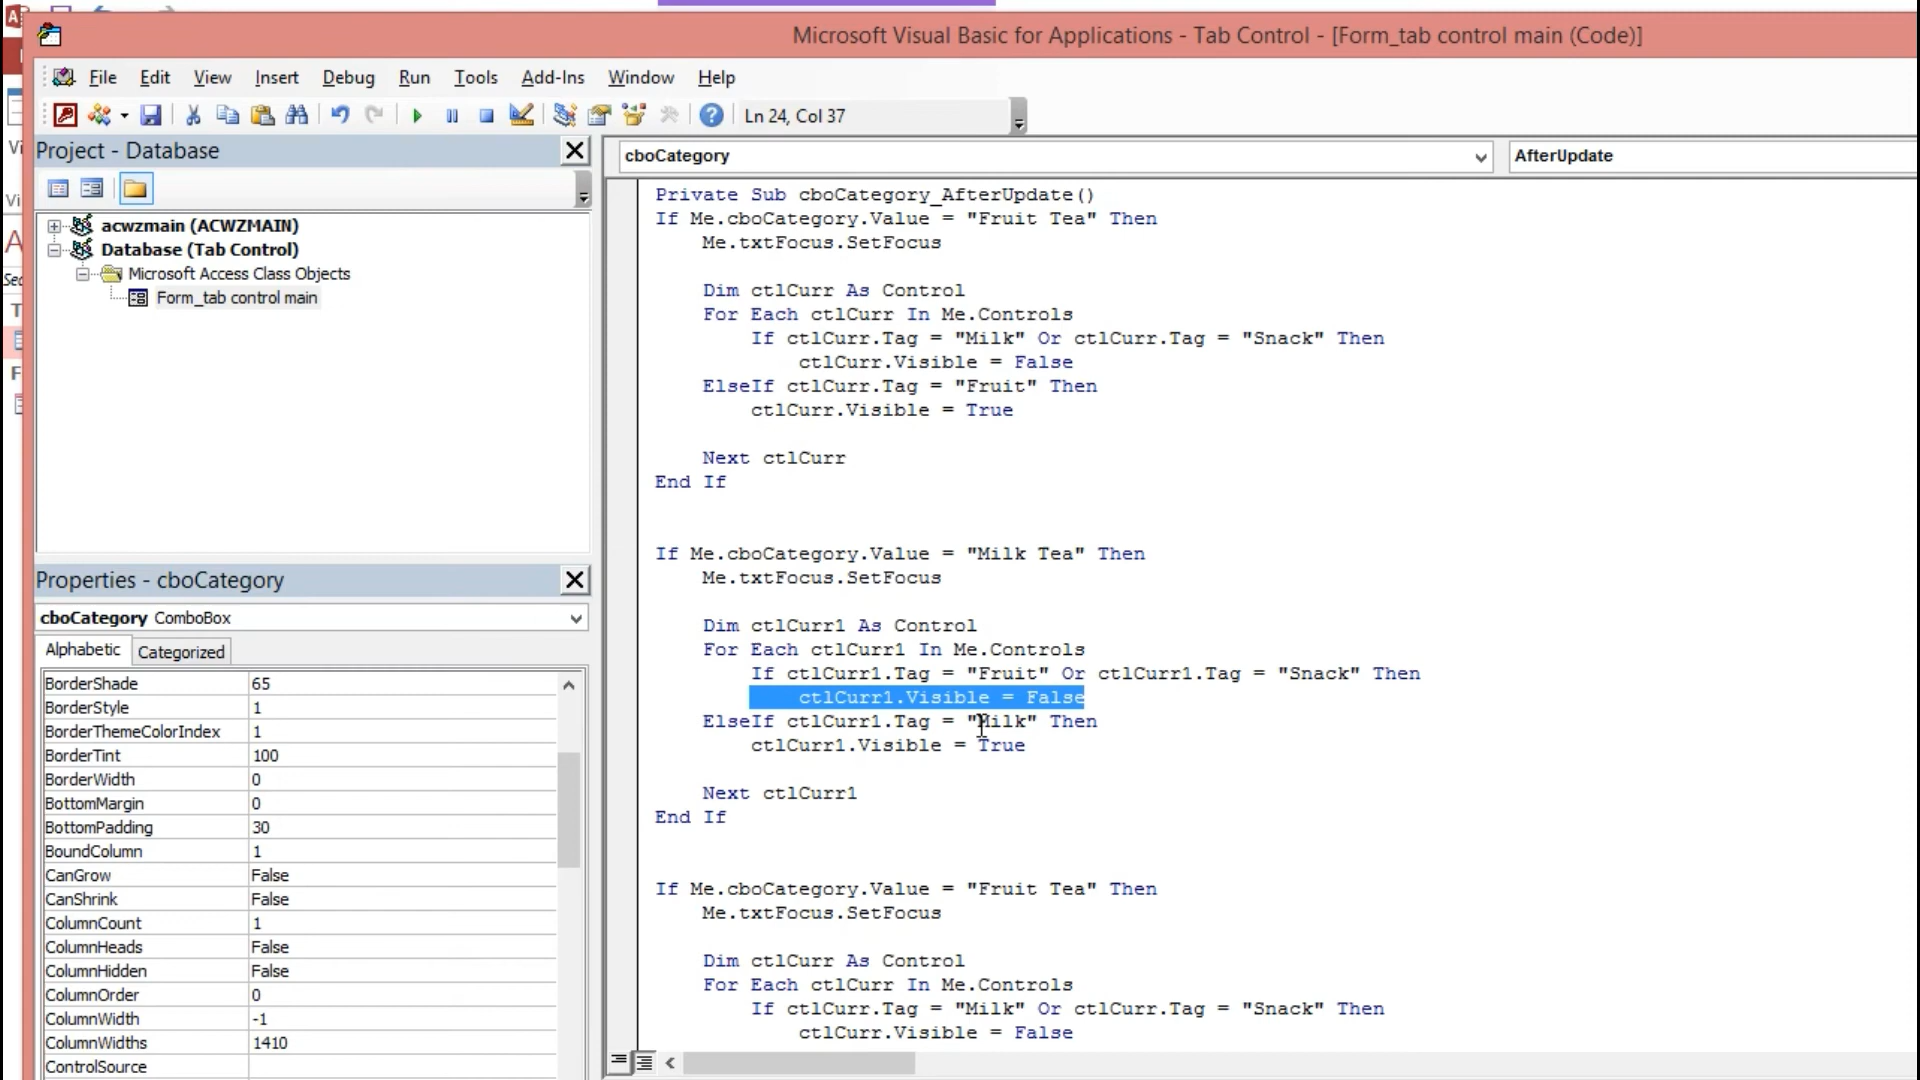 Microsoft Visual Basic for Applications - Tab Control - [Form_tab control main (Code)]
File Edit View Insert Debug Run Tools Add-Ins Window Help
Ln 24, Col 37
Project - Database
acwzmain (ACWZMAIN)
Database (Tab Control)
Microsoft Access Class Objects
Form_tab control main
Properties - cboCategory
cboCategory ComboBox
Alphabetic Categorized
BorderShade 65
BorderStyle 1
BorderThemeColorIndex 1
BorderTint 100
BorderWidth 0
BottomMargin 0
BottomPadding 30
BoundColumn 1
CanGrow False
CanShrink False
ColumnCount 1
ColumnHeads False
ColumnHidden False
ColumnOrder 0
ColumnWidth -1
ColumnWidths 1410
ControlSource
cboCategory AfterUpdate
Private Sub cboCategory_AfterUpdate()
If Me.cboCategory.Value = "Fruit Tea" Then
Me.txtFocus.SetFocus
Dim ctlCurr As Control
For Each ctlCurr In Me.Controls
If ctlCurr.Tag = "Milk" Or ctlCurr.Tag = "Snack" Then
ctlCurr.Visible = False
ElseIf ctlCurr.Tag = "Fruit" Then
ctlCurr.Visible = True
Next ctlCurr
End If
If Me.cboCategory.Value = "Milk Tea" Then
Me.txtFocus.SetFocus
Dim ctlCurr1 As Control
For Each ctlCurr1 In Me.Controls
If ctlCurr1.Tag = "Fruit" Or ctlCurr1.Tag = "Snack" Then
ctlCurr1.Visible = False
ElseIf ctlCurr1.Tag = "Milk" Then
ctlCurr1.Visible = True
Next ctlCurr1
End If
If Me.cboCategory.Value = "Fruit Tea" Then
Me.txtFocus.SetFocus
Dim ctlCurr As Control
For Each ctlCurr In Me.Controls
If ctlCurr.Tag = "Milk" Or ctlCurr.Tag = "Snack" Then
ctlCurr.Visible = False